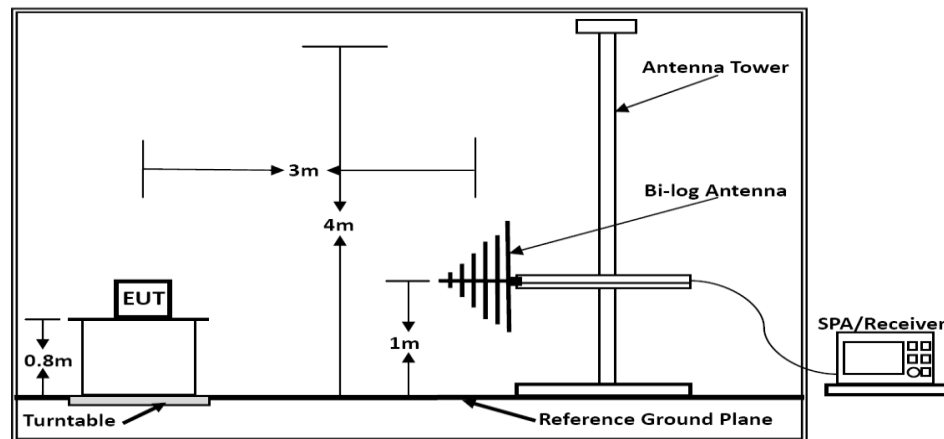 Antenna Tower
3m
Bi-log Antenna
4m
EUT
SPA/Receiver
1m
0.8m
Turntable
Reference Ground Plane